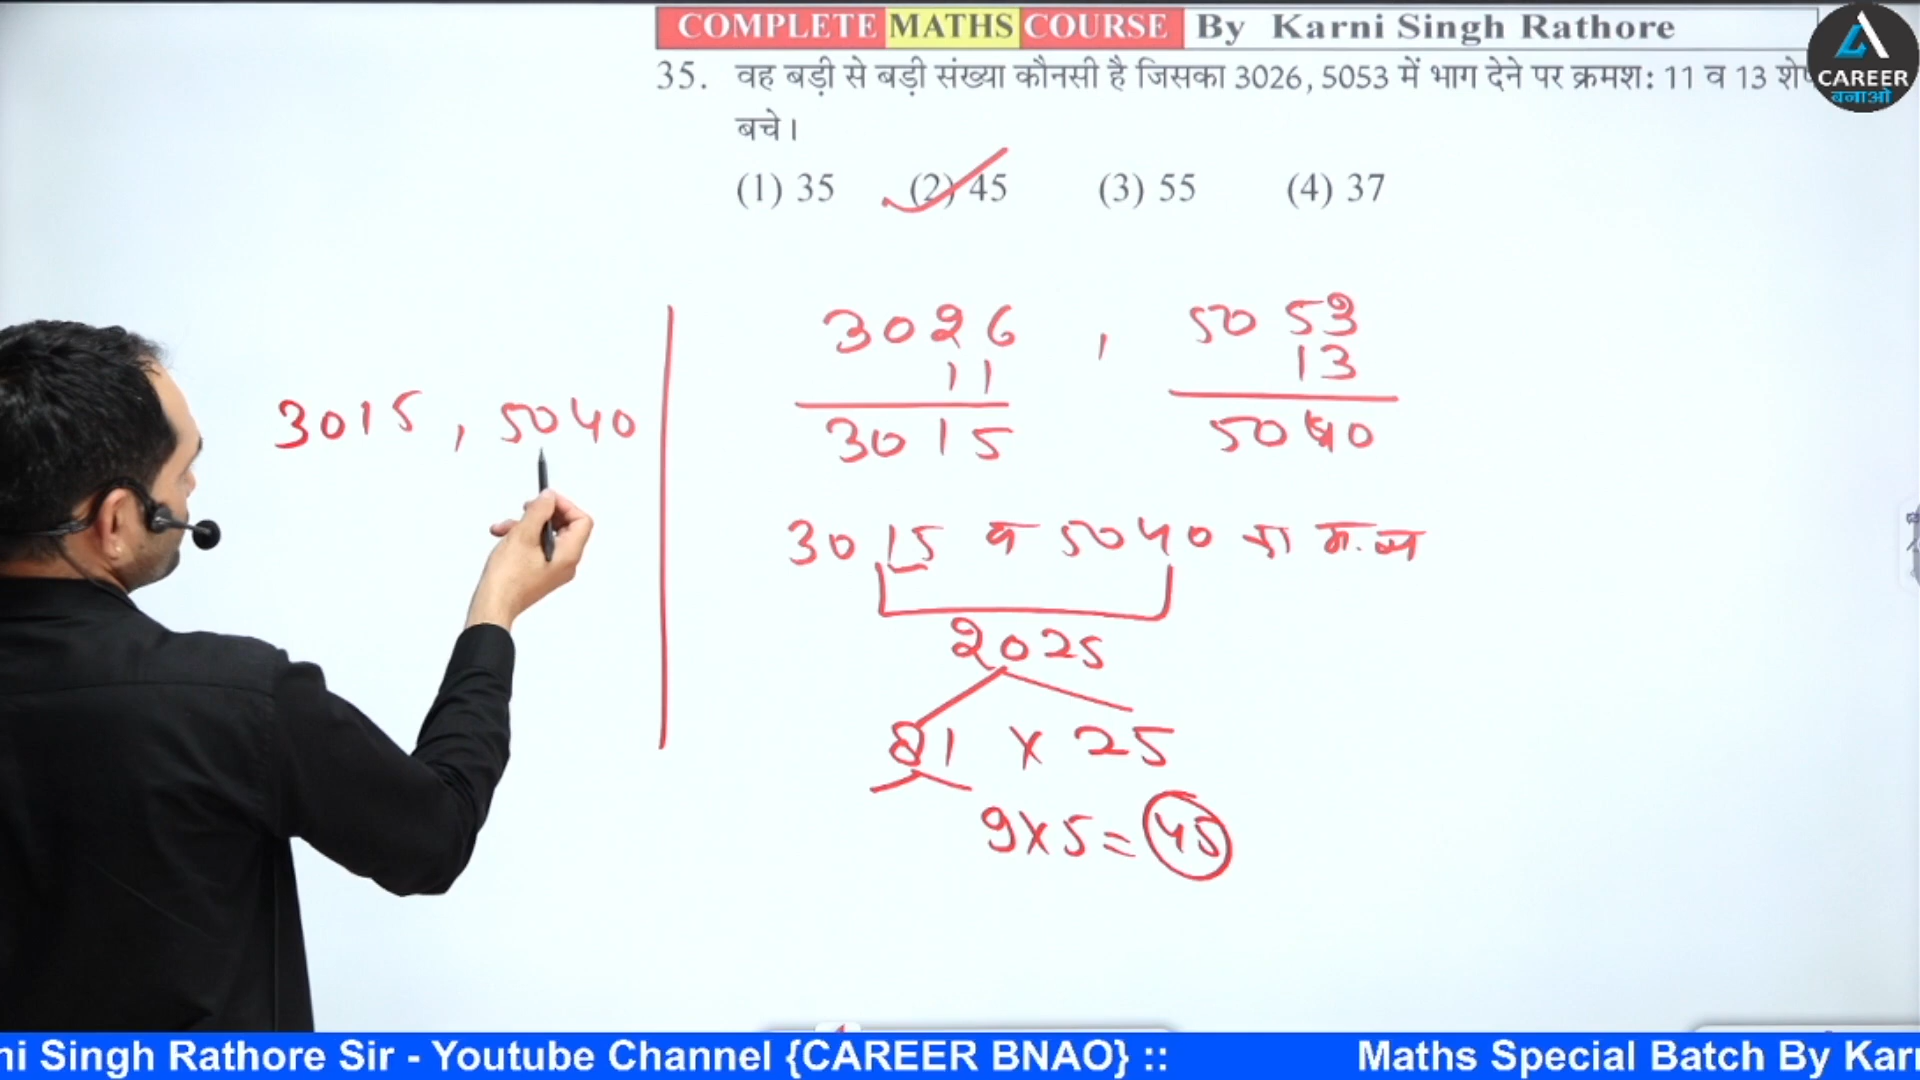 COMPLETE MATHS COURSE By Karni Singh Rathore
CAREER
बनाओ
35. वह बड़ी से बड़ी संख्या कौनसी है जिसका 3026, 5053 में भाग देने पर क्रमश: 11 व 13
बचे।
(1) 35 (2) 45 (3) 55 (4) 37
3026 , 5053
11 13
3015 , 5040
3015 5040
3015 व 5040 का म.स
2025
81 x 25
9x5=45
ni Singh Rathore Sir - Youtube Channel {CAREER BNAO} :: Maths Special Batch By Kar